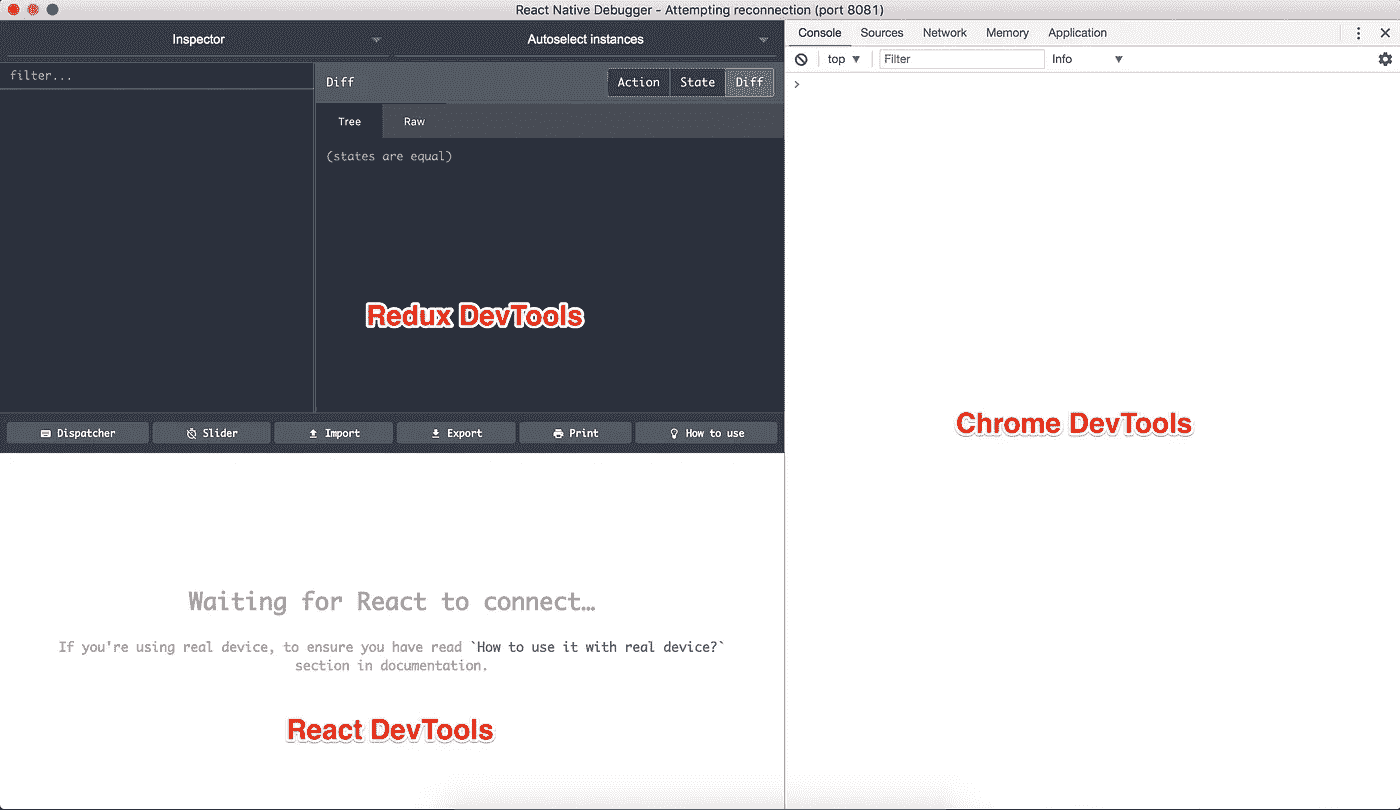 React Native Debugger - Attempting reconnection (port 8081)
Inspector
Autoselect instances
filter...
Diff
Action
State
Diff
Tree
Raw
(states are equal)
Redux DevTools
Dispatcher
Slider
Import
Export
Print
How to use
Waiting for React to connect…
If you're using real device, to ensure you have read `How to use it with real device?`
section in documentation.
React DevTools
Console
Sources
Network
Memory
Application
top
Filter
Info
Chrome DevTools